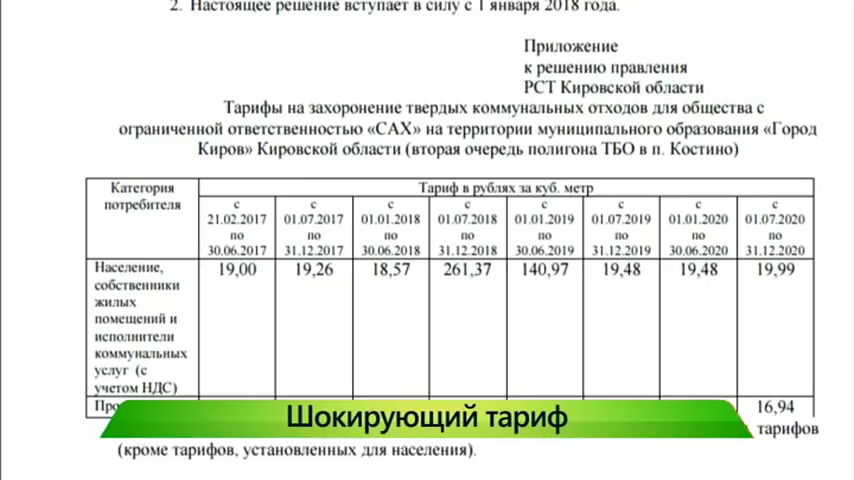 2. Настоящее решение вступает в силу с 1 января 2018 года.
Приложение
к решению правления
РСТ Кировской области
Тарифы на захоронение твердых коммунальных отходов для общества с
ограниченной ответственностью «САХ» на территории муниципального образования «Город
Киров» Кировской области (вторая очередь полигона ТБО в п. Костино)
Категория потребителя
Тариф в рублях за куб. метр
с 21.02.2017 по 30.06.2017
с 01.07.2017 по 31.12.2017
с 01.01.2018 по 30.06.2018
с 01.07.2018 по 31.12.2018
с 01.01.2019 по 30.06.2019
с 01.07.2019 по 31.12.2019
с 01.01.2020 по 30.06.2020
с 01.07.2020 по 31.12.2020
Население,
собственники
жилых
помещений и
исполнители
коммунальных
услуг (с
учетом НДС)
19,00 19,26 18,57 261,37 140,97 19,48 19,48 19,99
16,94
Шокирующий тариф
тарифов
(кроме тарифов, установленных для населения).